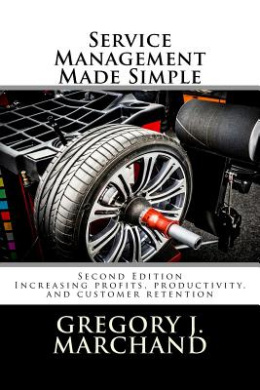 Service
Management
Made Simple
Second Edition
Increasing profits, productivity,
and customer retention
GREGORY J.
MARCHAND